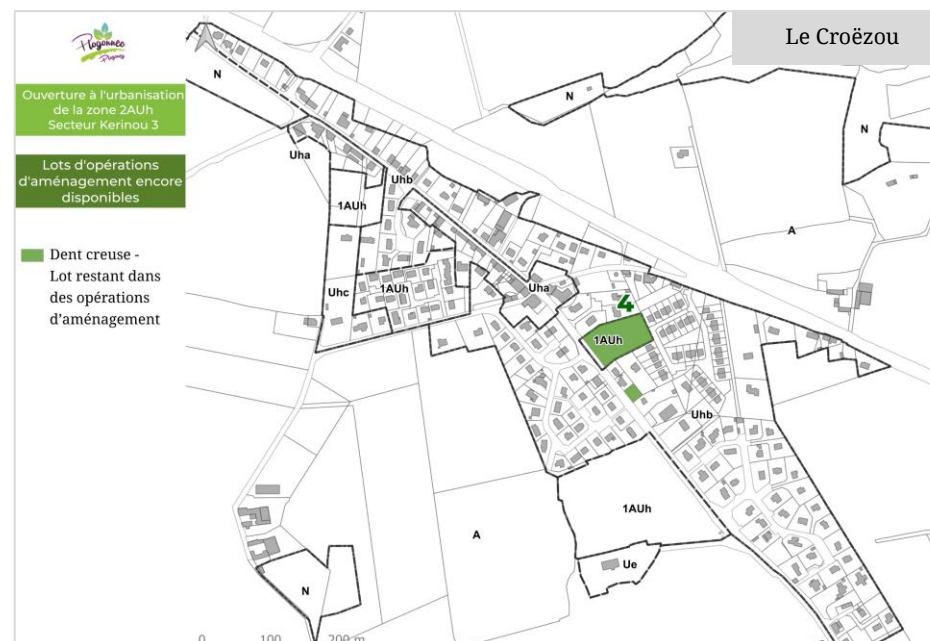 Plogonnec
Ouverture à l'urbanisation
de la zone 2AUh
Secteur Kerinou 3
Lots d'opérations
d'aménagement encore
disponibles
Dent creuse -
Lot restant dans
des opérations
d’aménagement
Le Croëzou
N
N
N
Uha
Uhb
1AUh
A
Uhc
1AUh
Uha
4
1AUh
Uhb
1AUh
A
Ue
N
0
100
200 m